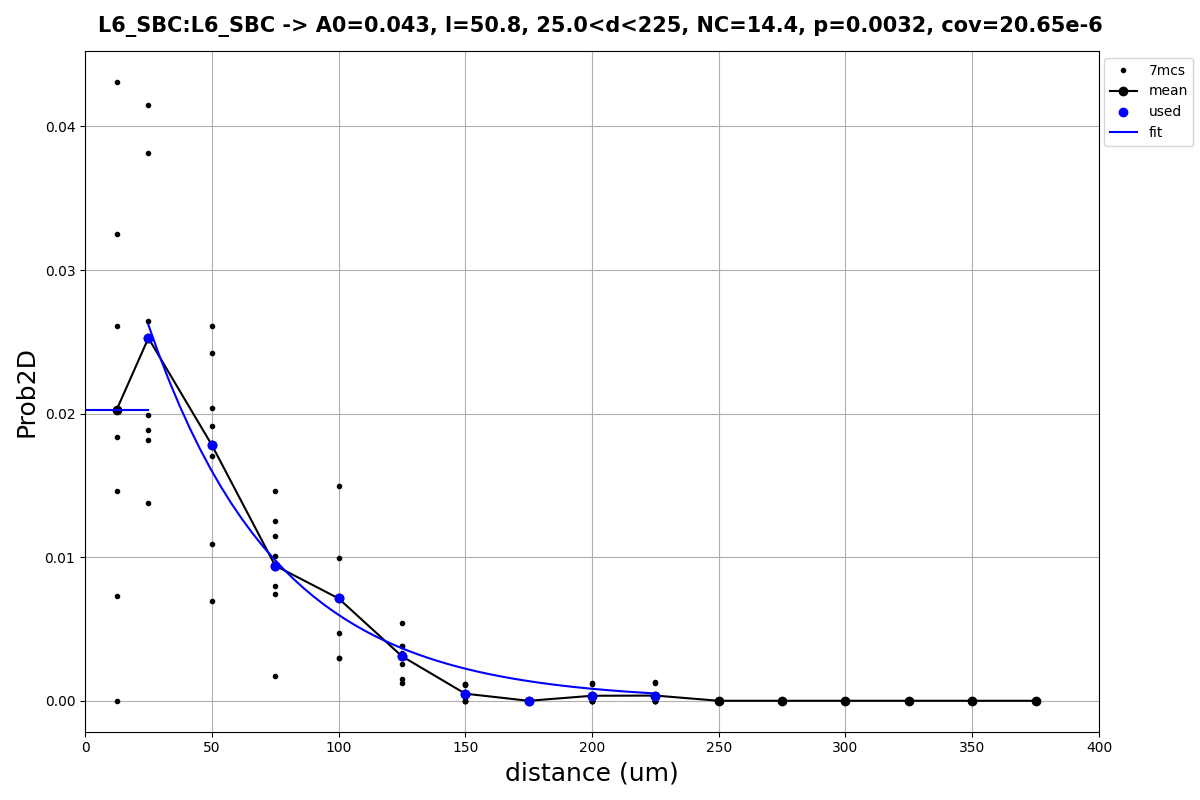 L6_SBC:L6_SBC -> A0=0.043, l=50.8, 25.0<d<225, NC=14.4, p=0.0032, cov=20.65e-6
7mcs
mean
used
fit
0.04
0.03
0.02
0.01
0.00
Prob2D
0 50 100 150 200 250 300 350 400
distance (um)